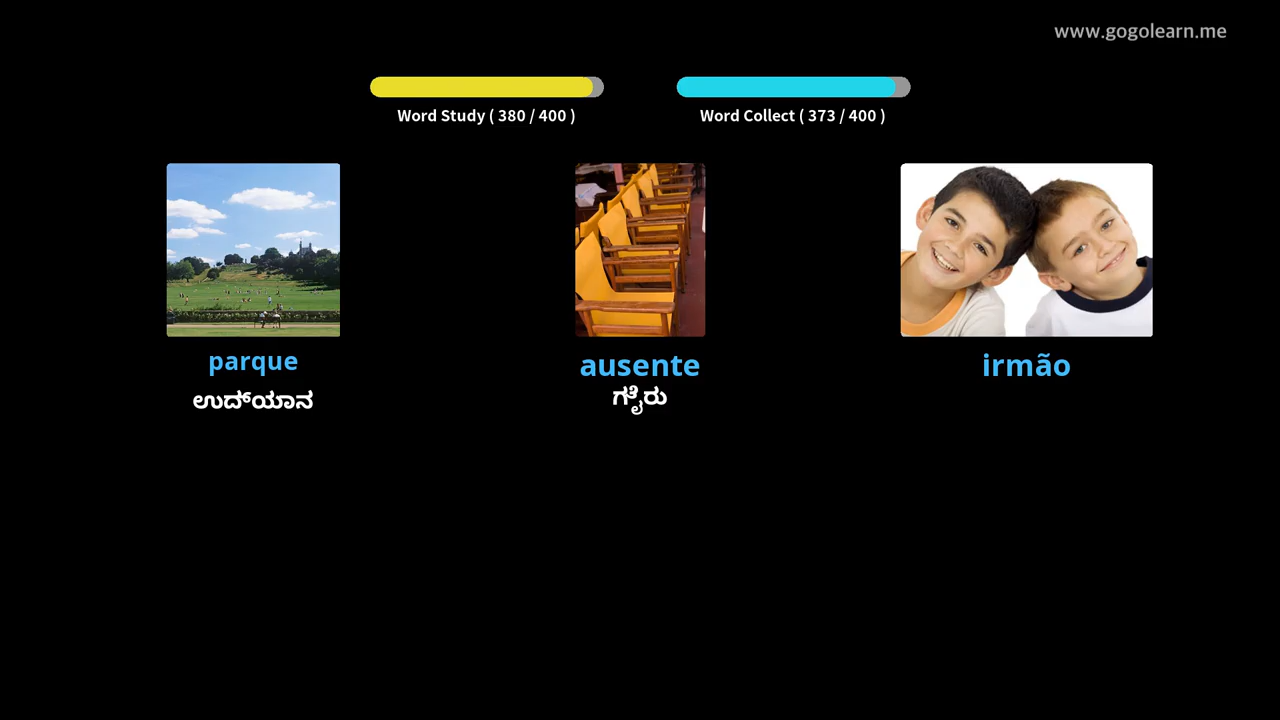 www.gogolearn.me
Word Study ( 380 / 400 )
Word Collect ( 373 / 400 )
parque
ಉದ್ಯಾನ
ausente
ಗೈರು
irmão